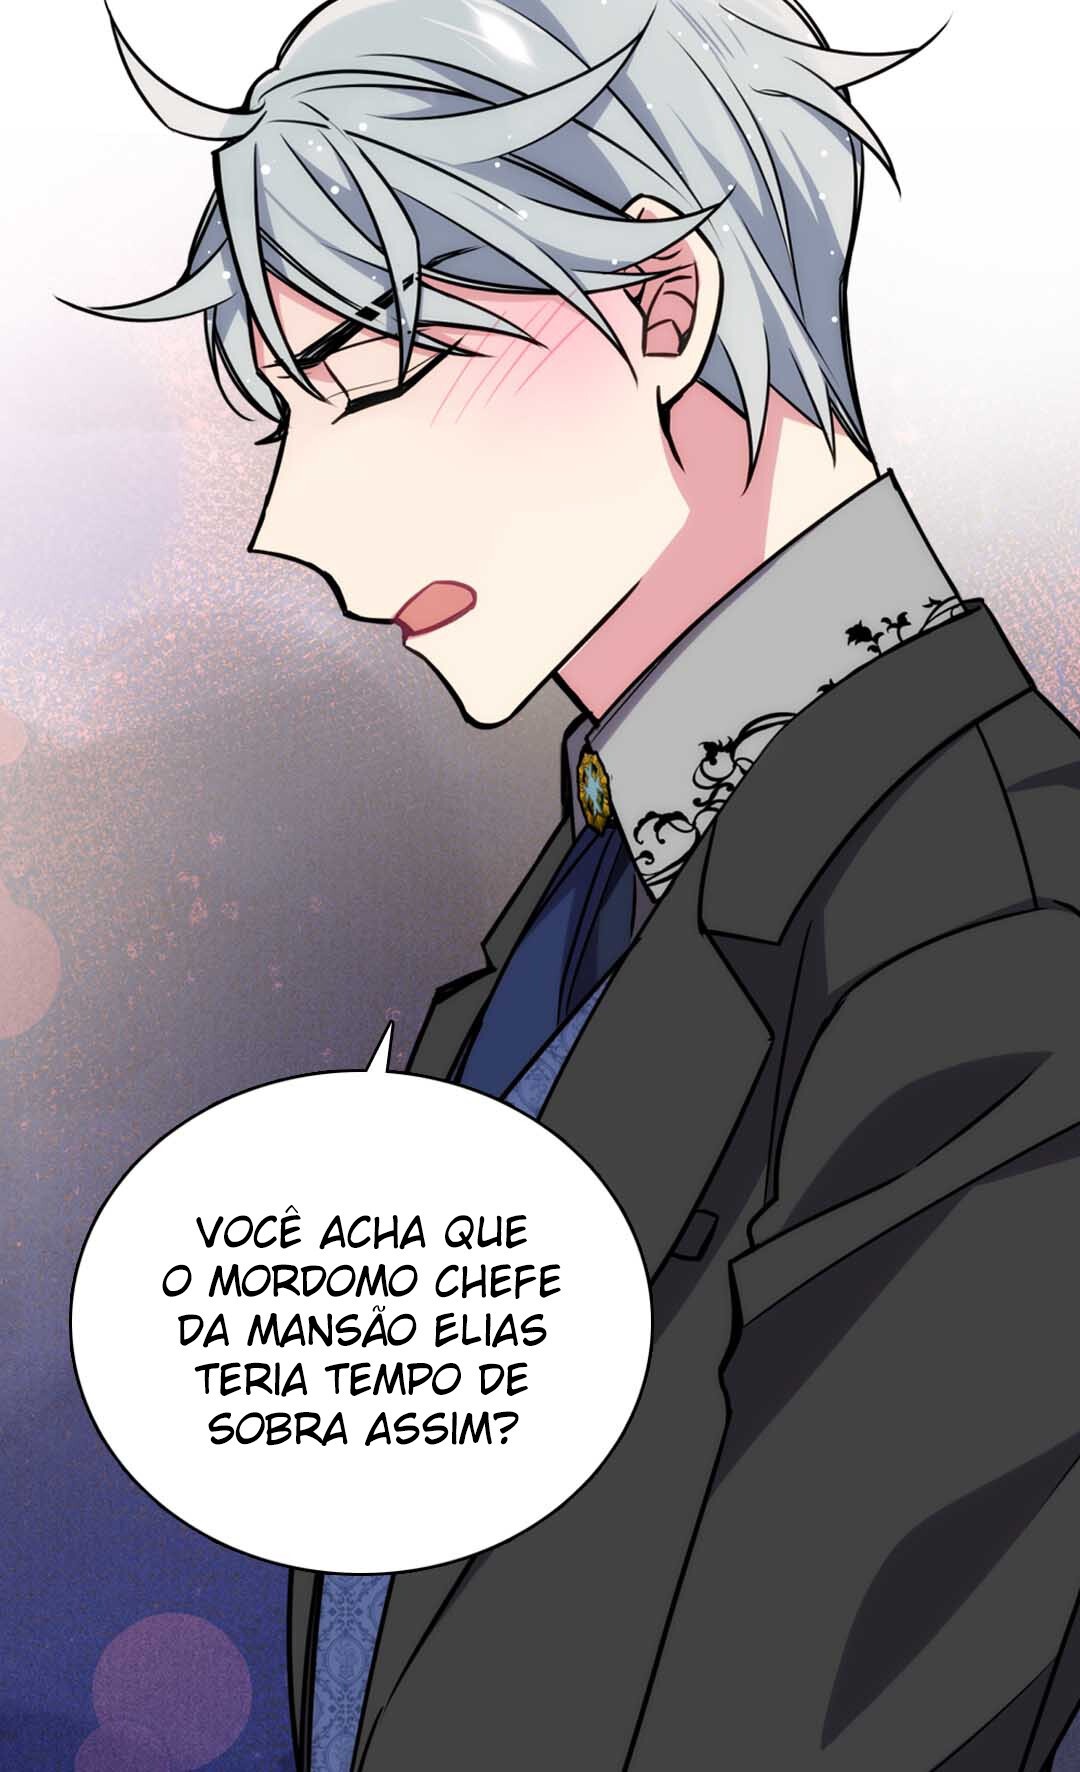 VOCÊ ACHA QUE
O MORDOMO CHEFE
DA MANSÃO ELIAS
TERIA TEMPO DE
SOBRA ASSIM?